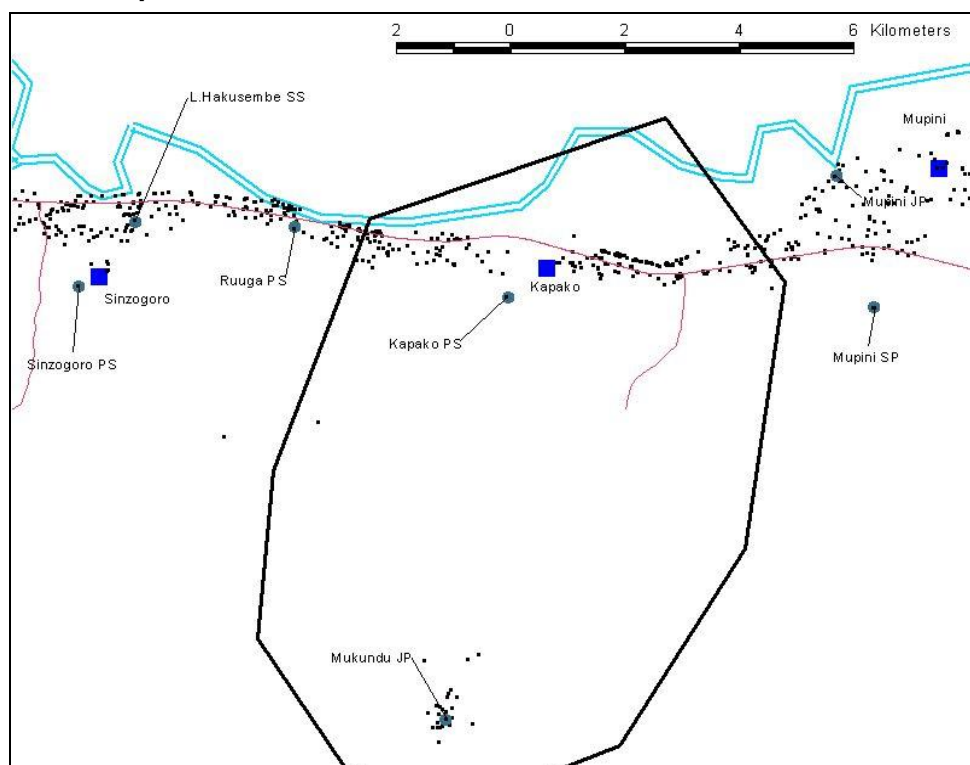 2 0 2 4 6 Kilometers
L.Hakusembe SS
Mupini
Mupini JP
Ruuga PS
Sinzogoro
Kapako
Kapako PS
Sinzogoro PS
Mupini SP
Mukundu JP